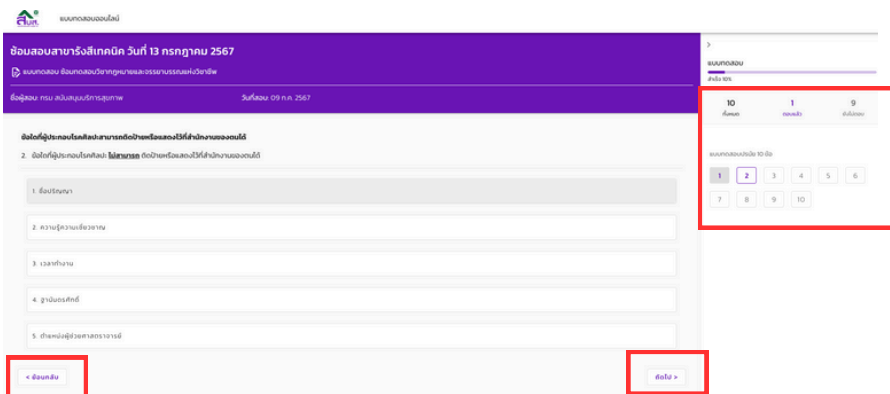 สบส.
แบบทดสอบออนไลน์
ซ้อมสอบสาขารังสีเทคนิค วันที่ 13 กรกฎาคม 2567
แบบทดสอบ ซ้อมทดสอบวิชากฎหมายและจรรยาบรรณแห่งวิชาชีพ
ชื่อผู้สอบ: กรม สนับสนุนบริการสุขภาพ
วันที่สอบ: 09 ก.ค. 2567
ข้อใดที่ผู้ประกอบโรคศิลปะสามารถติดป้ายหรือแสดงไว้ที่สำนักงานของตนได้
2. ข้อใดที่ผู้ประกอบโรคศิลปะ ไม่สามารถ ติดป้ายหรือแสดงไว้ที่สำนักงานของตนได้
1. ชื่อปริญญา
2. ความรู้ความเชี่ยวชาญ
3. เวลาทำงาน
4. ฐานันดรศักดิ์
5. ตำแหน่งผู้ช่วยศาสตราจารย์
< ย้อนกลับ
ถัดไป >
>
แบบทดสอบ
สำเร็จ 10%
10 1 9
ทั้งหมด ตอบแล้ว ยังไม่ตอบ
แบบทดสอบปรนัย 10 ข้อ
1 2 3 4 5 6
7 8 9 10